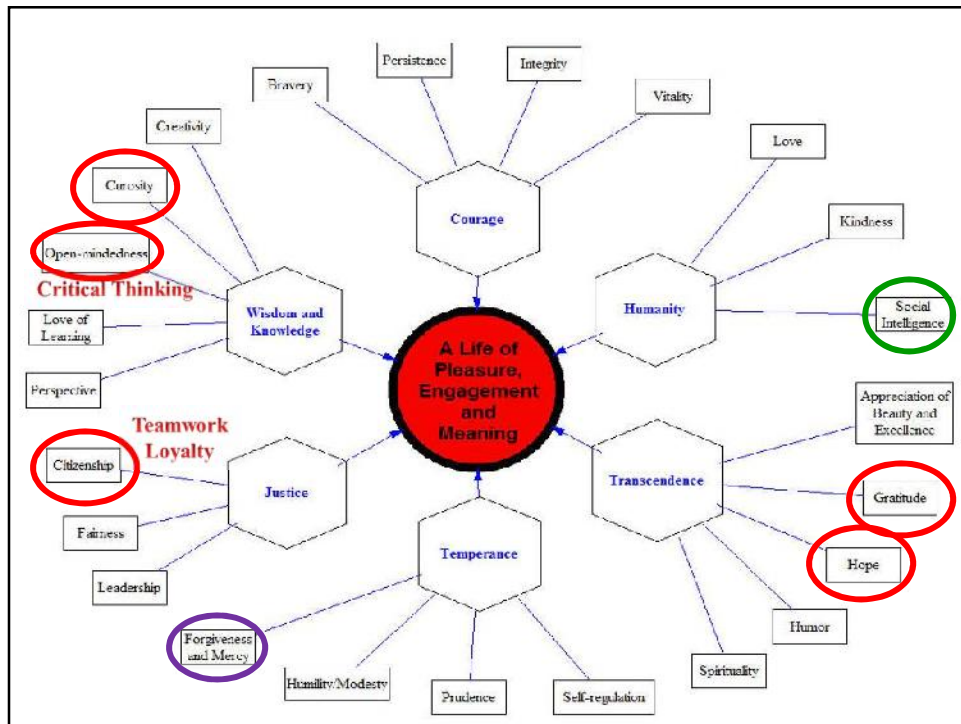 Persistence
Integrity
Bravery
Vitality
Creativity
Love
Curosity
Courage
Kindness
Open-mindedness
Critical Thinking
Wisdom and
Knowledge
Humanity
Social
Intelligence
Love of
Learning
A Life of
Pleasure,
Engagement
and
Meaning
Perspective
Appreciation of
Beauty and
Excellence
Teamwork
Loyalty
Citizenship
Justice
Transcendence
Gratitude
Fairness
Temperance
Hope
Leadership
Forgiveness
and Mercy
Humor
Humility/Modesty
Prudence
Self-regulation
Spirituality